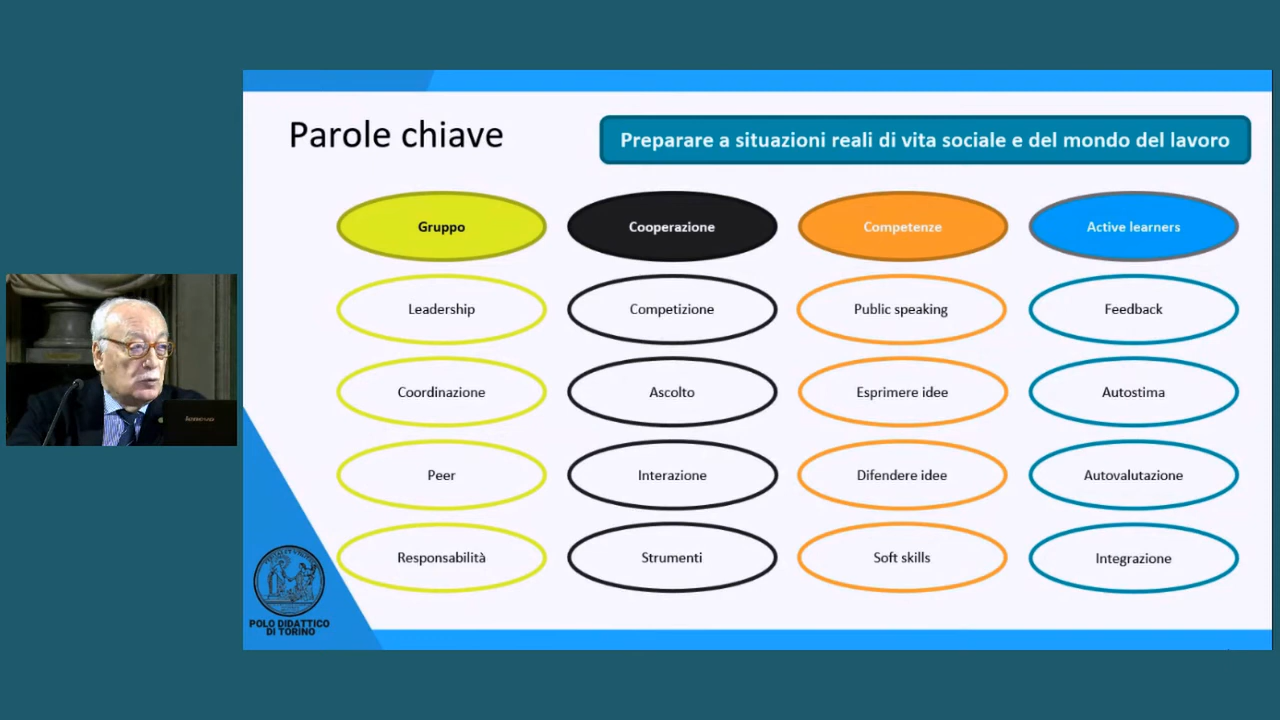 Parole chiave
Preparare a situazioni reali di vita sociale e del mondo del lavoro
Gruppo
Cooperazione
Competenze
Active learners
Leadership
Competizione
Public speaking
Feedback
Coordinazione
Ascolto
Esprimere idee
Autostima
Peer
Interazione
Difendere idee
Autovalutazione
Responsabilità
Strumenti
Soft skills
Integrazione
POLO DIDATTICO
DI TORINO